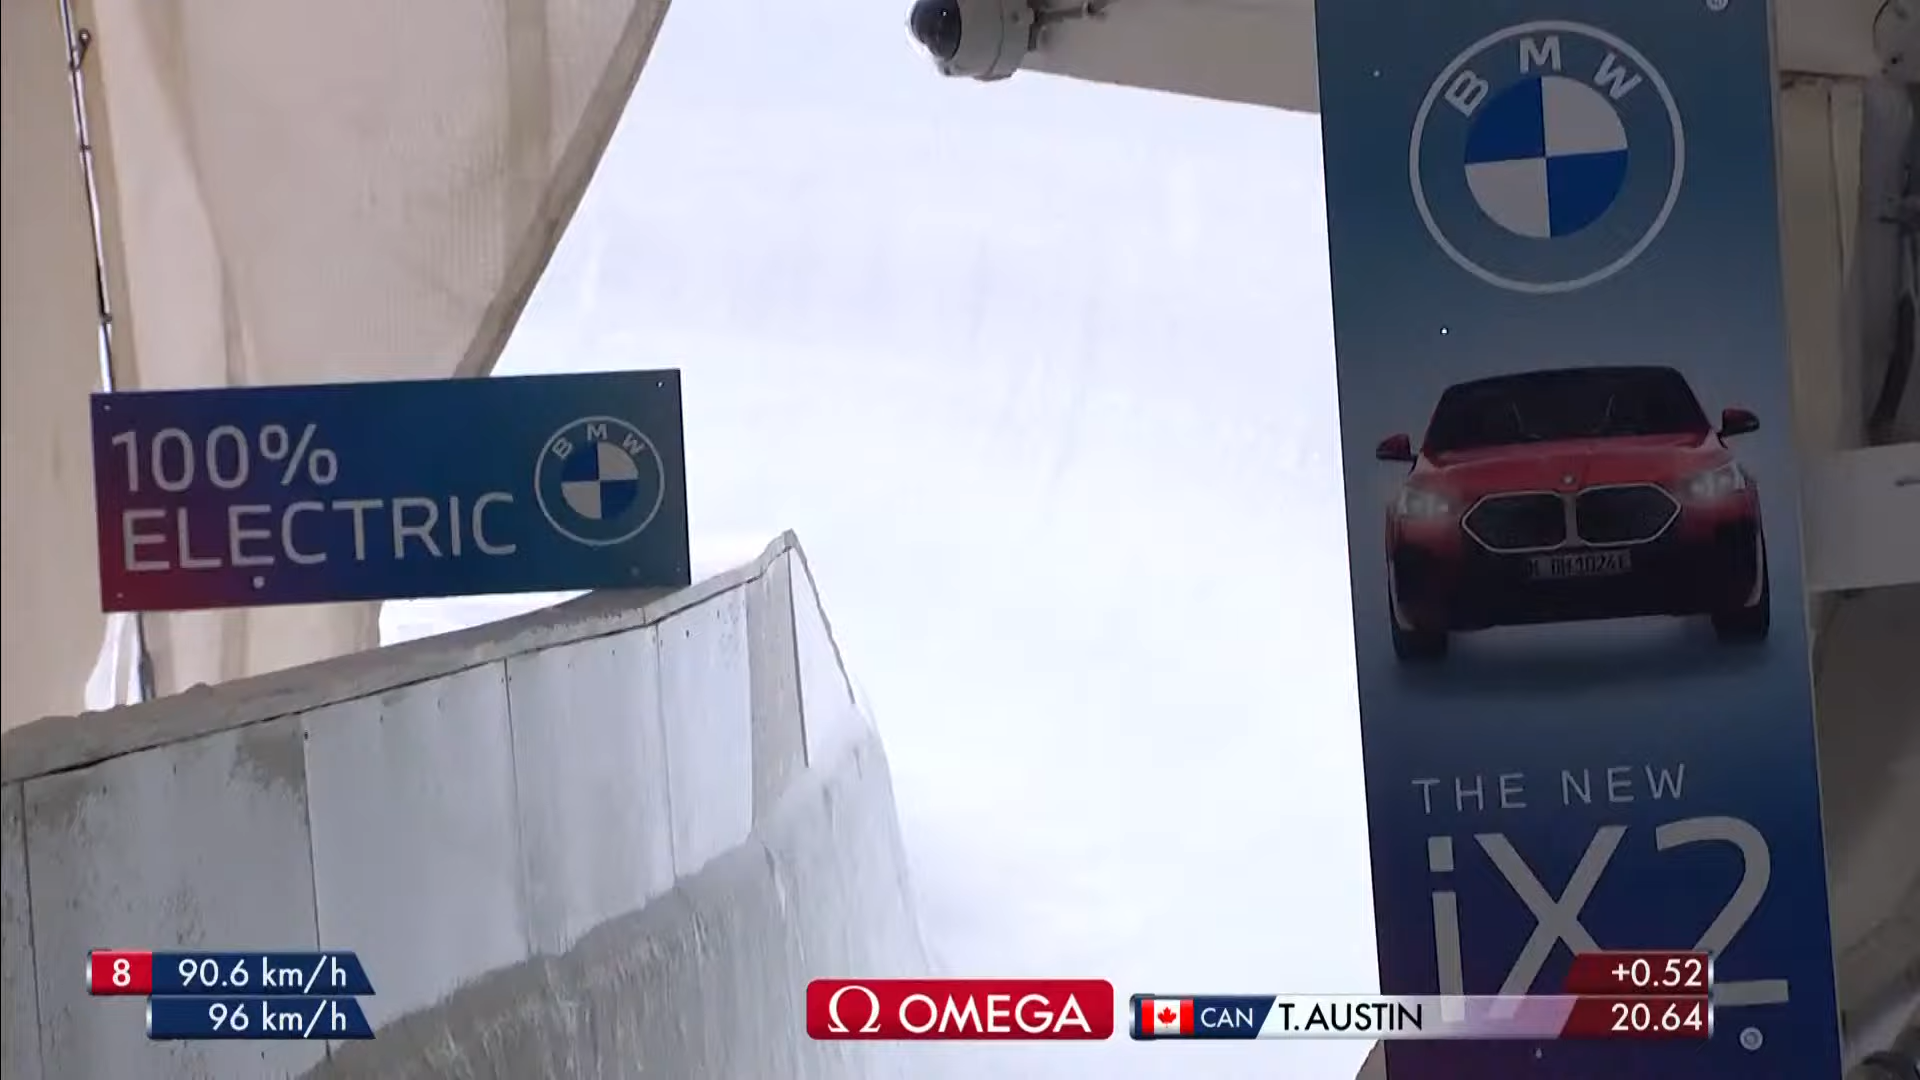 BMW
100%
ELECTRIC
BMW
THE NEW
iX2
8 90.6 km/h
96 km/h
Ω OMEGA
+0.52
CAN T. AUSTIN 20.64